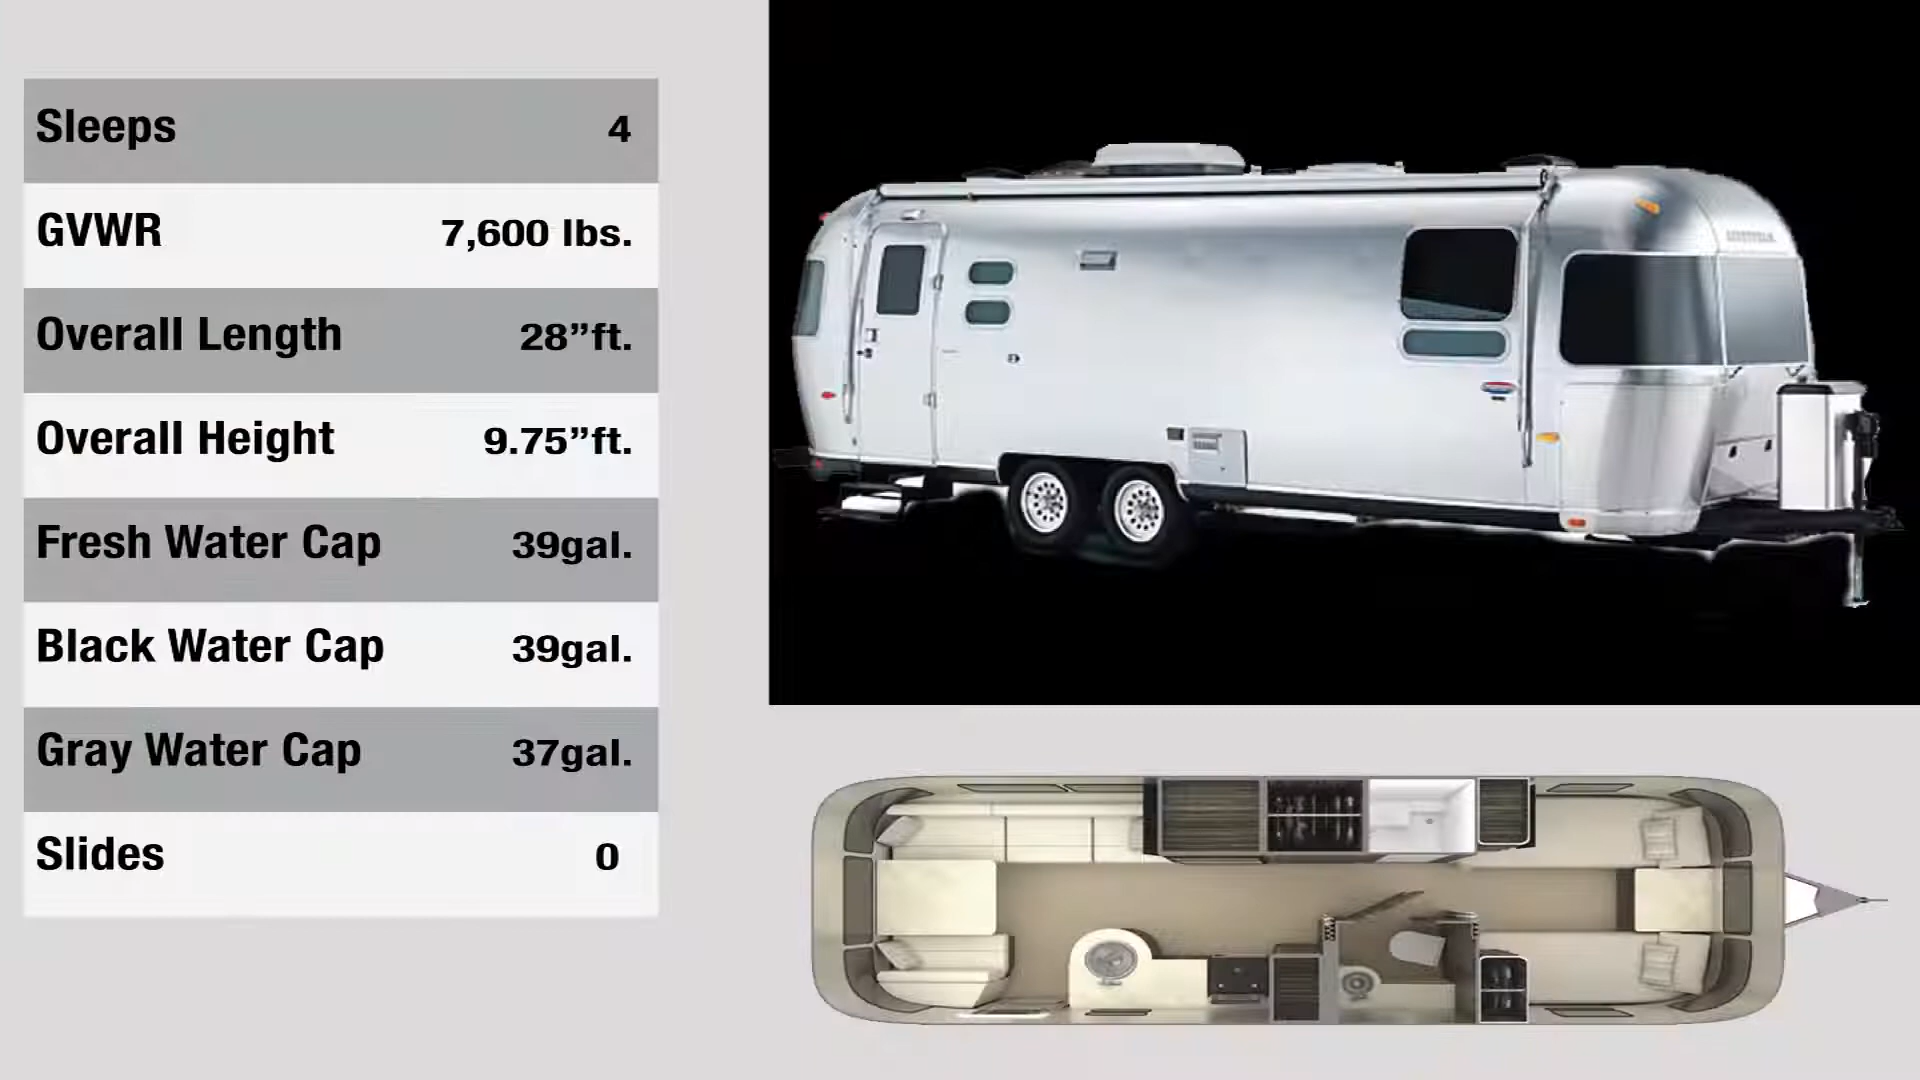 Sleeps 4
GVWR 7,600 lbs.
Overall Length 28”ft.
Overall Height 9.75”ft.
Fresh Water Cap 39gal.
Black Water Cap 39gal.
Gray Water Cap 37gal.
Slides 0